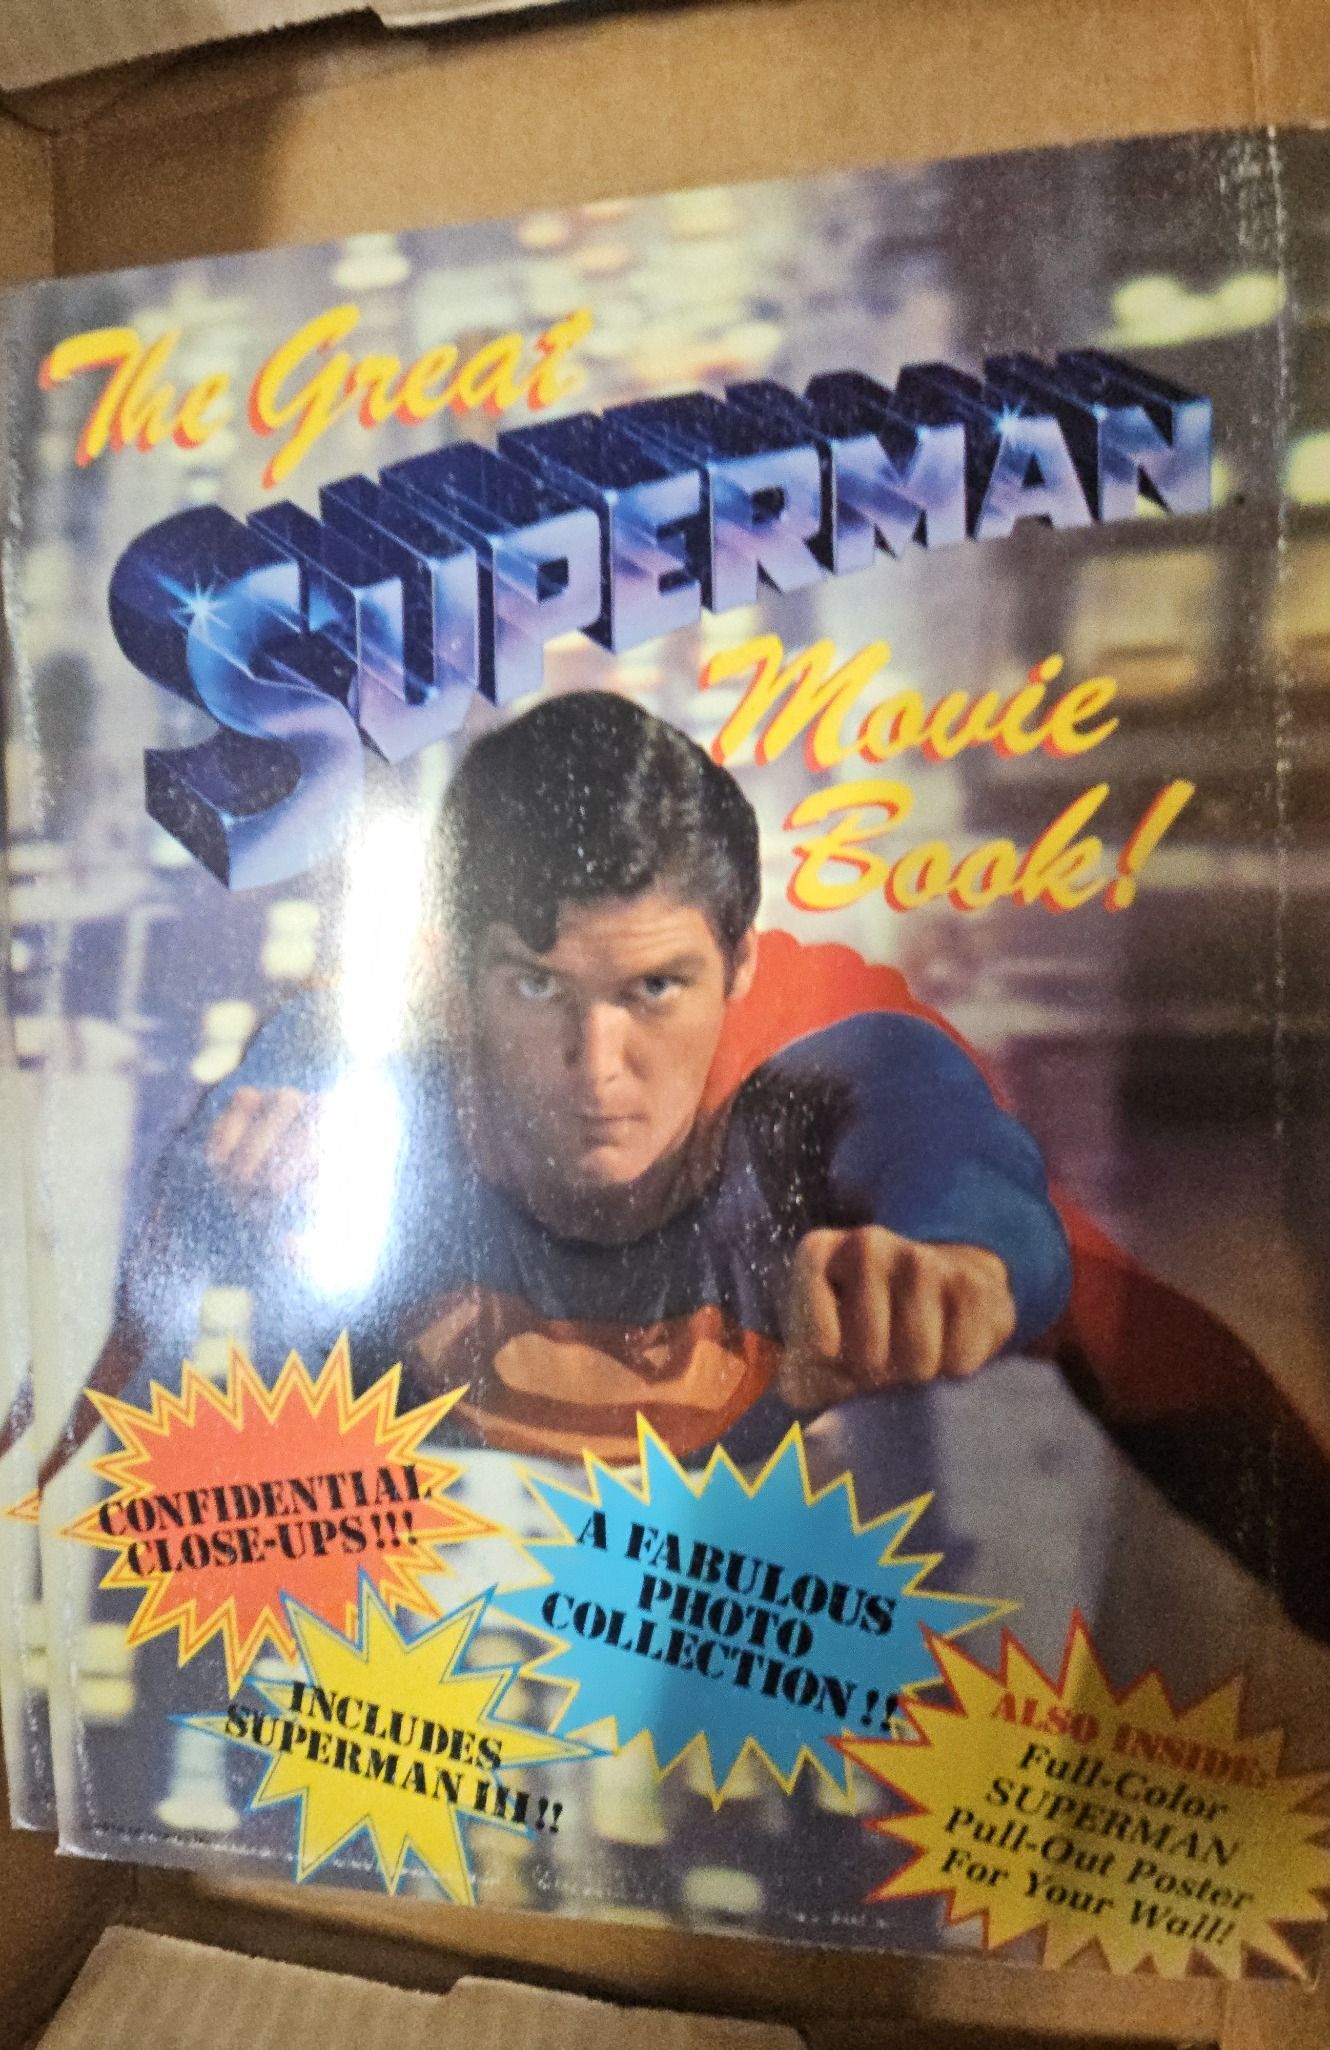 The Great
SUPERMAN
Movie
Book!
CONFIDENTIAL
CLOSE-UPS!!!
A FABULOUS
PHOTO
COLLECTION!!
INCLUDES
SUPERMAN III!!
ALSO INSIDE:
Full-Color
SUPERMAN
Pull-Out Poster
For Your Wall!